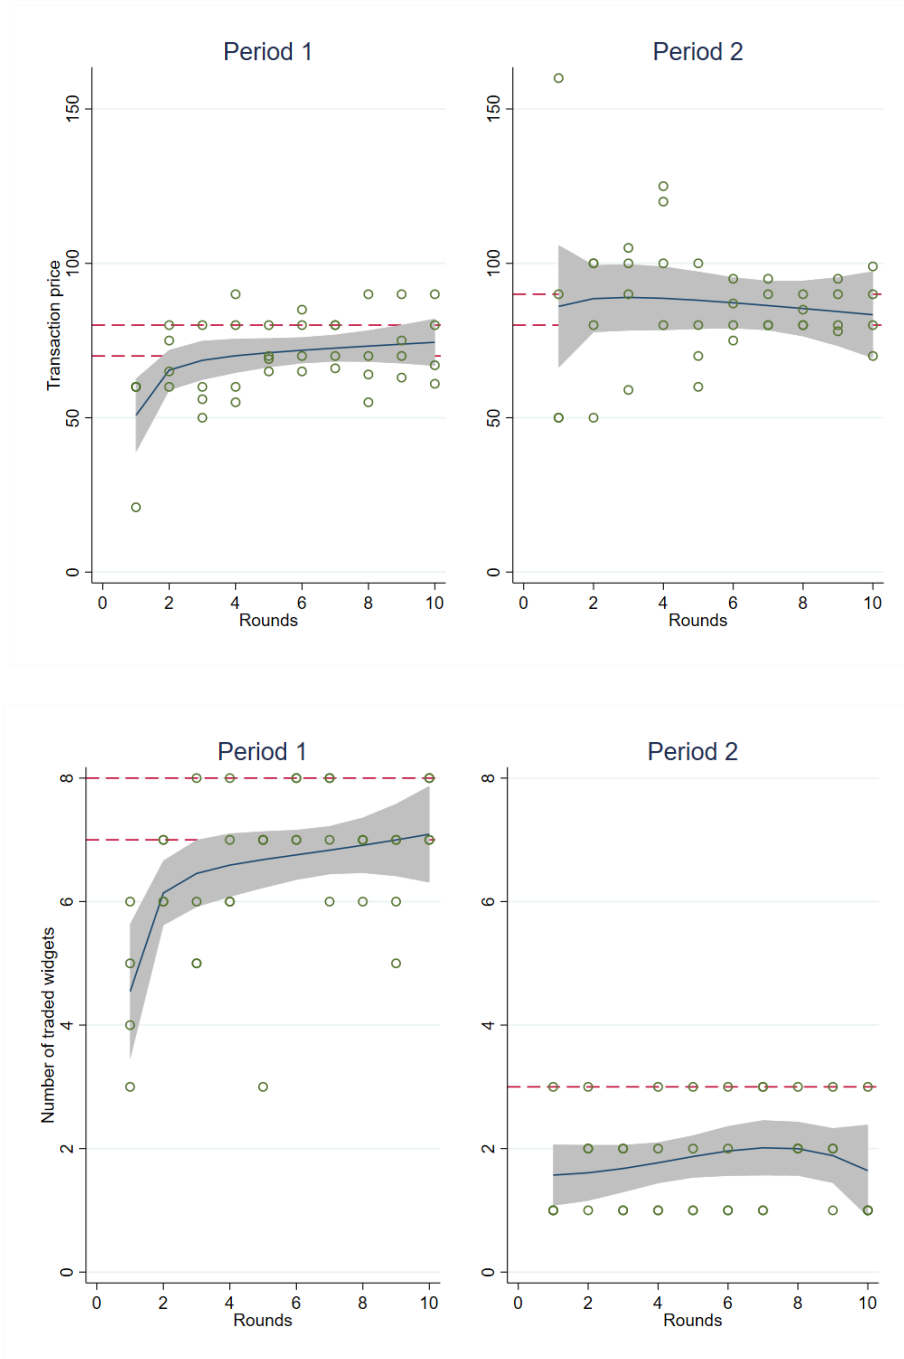 Period 1
Period 2
Transaction price
150
100
50
0
150
100
50
0
0 2 4 6 8 10
0 2 4 6 8 10
Rounds
Rounds
Period 1
Period 2
Number of traded widgets
8
6
4
2
0
8
6
4
2
0
0 2 4 6 8 10
0 2 4 6 8 10
Rounds
Rounds